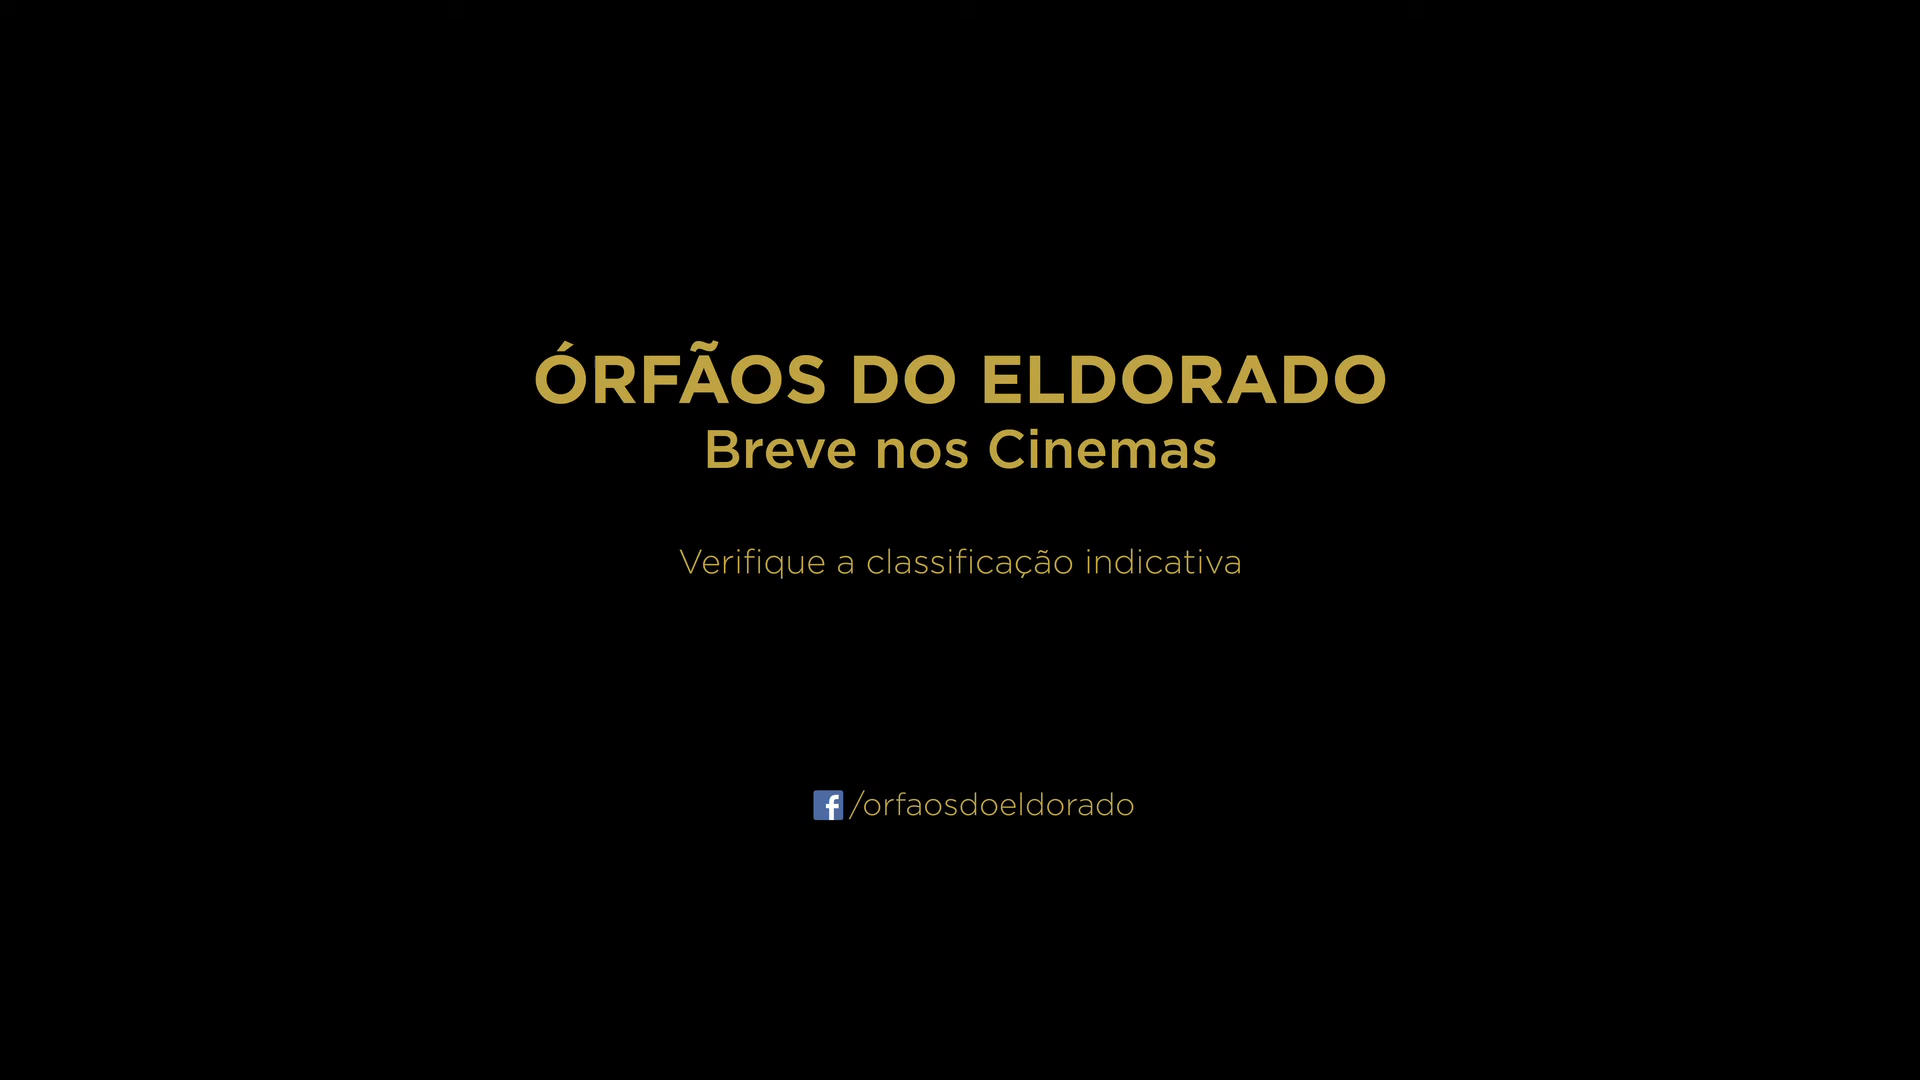 ÓRFÃOS DO ELDORADO
Breve nos Cinemas
Verifique a classificação indicativa
f /orfaosdoeldorado